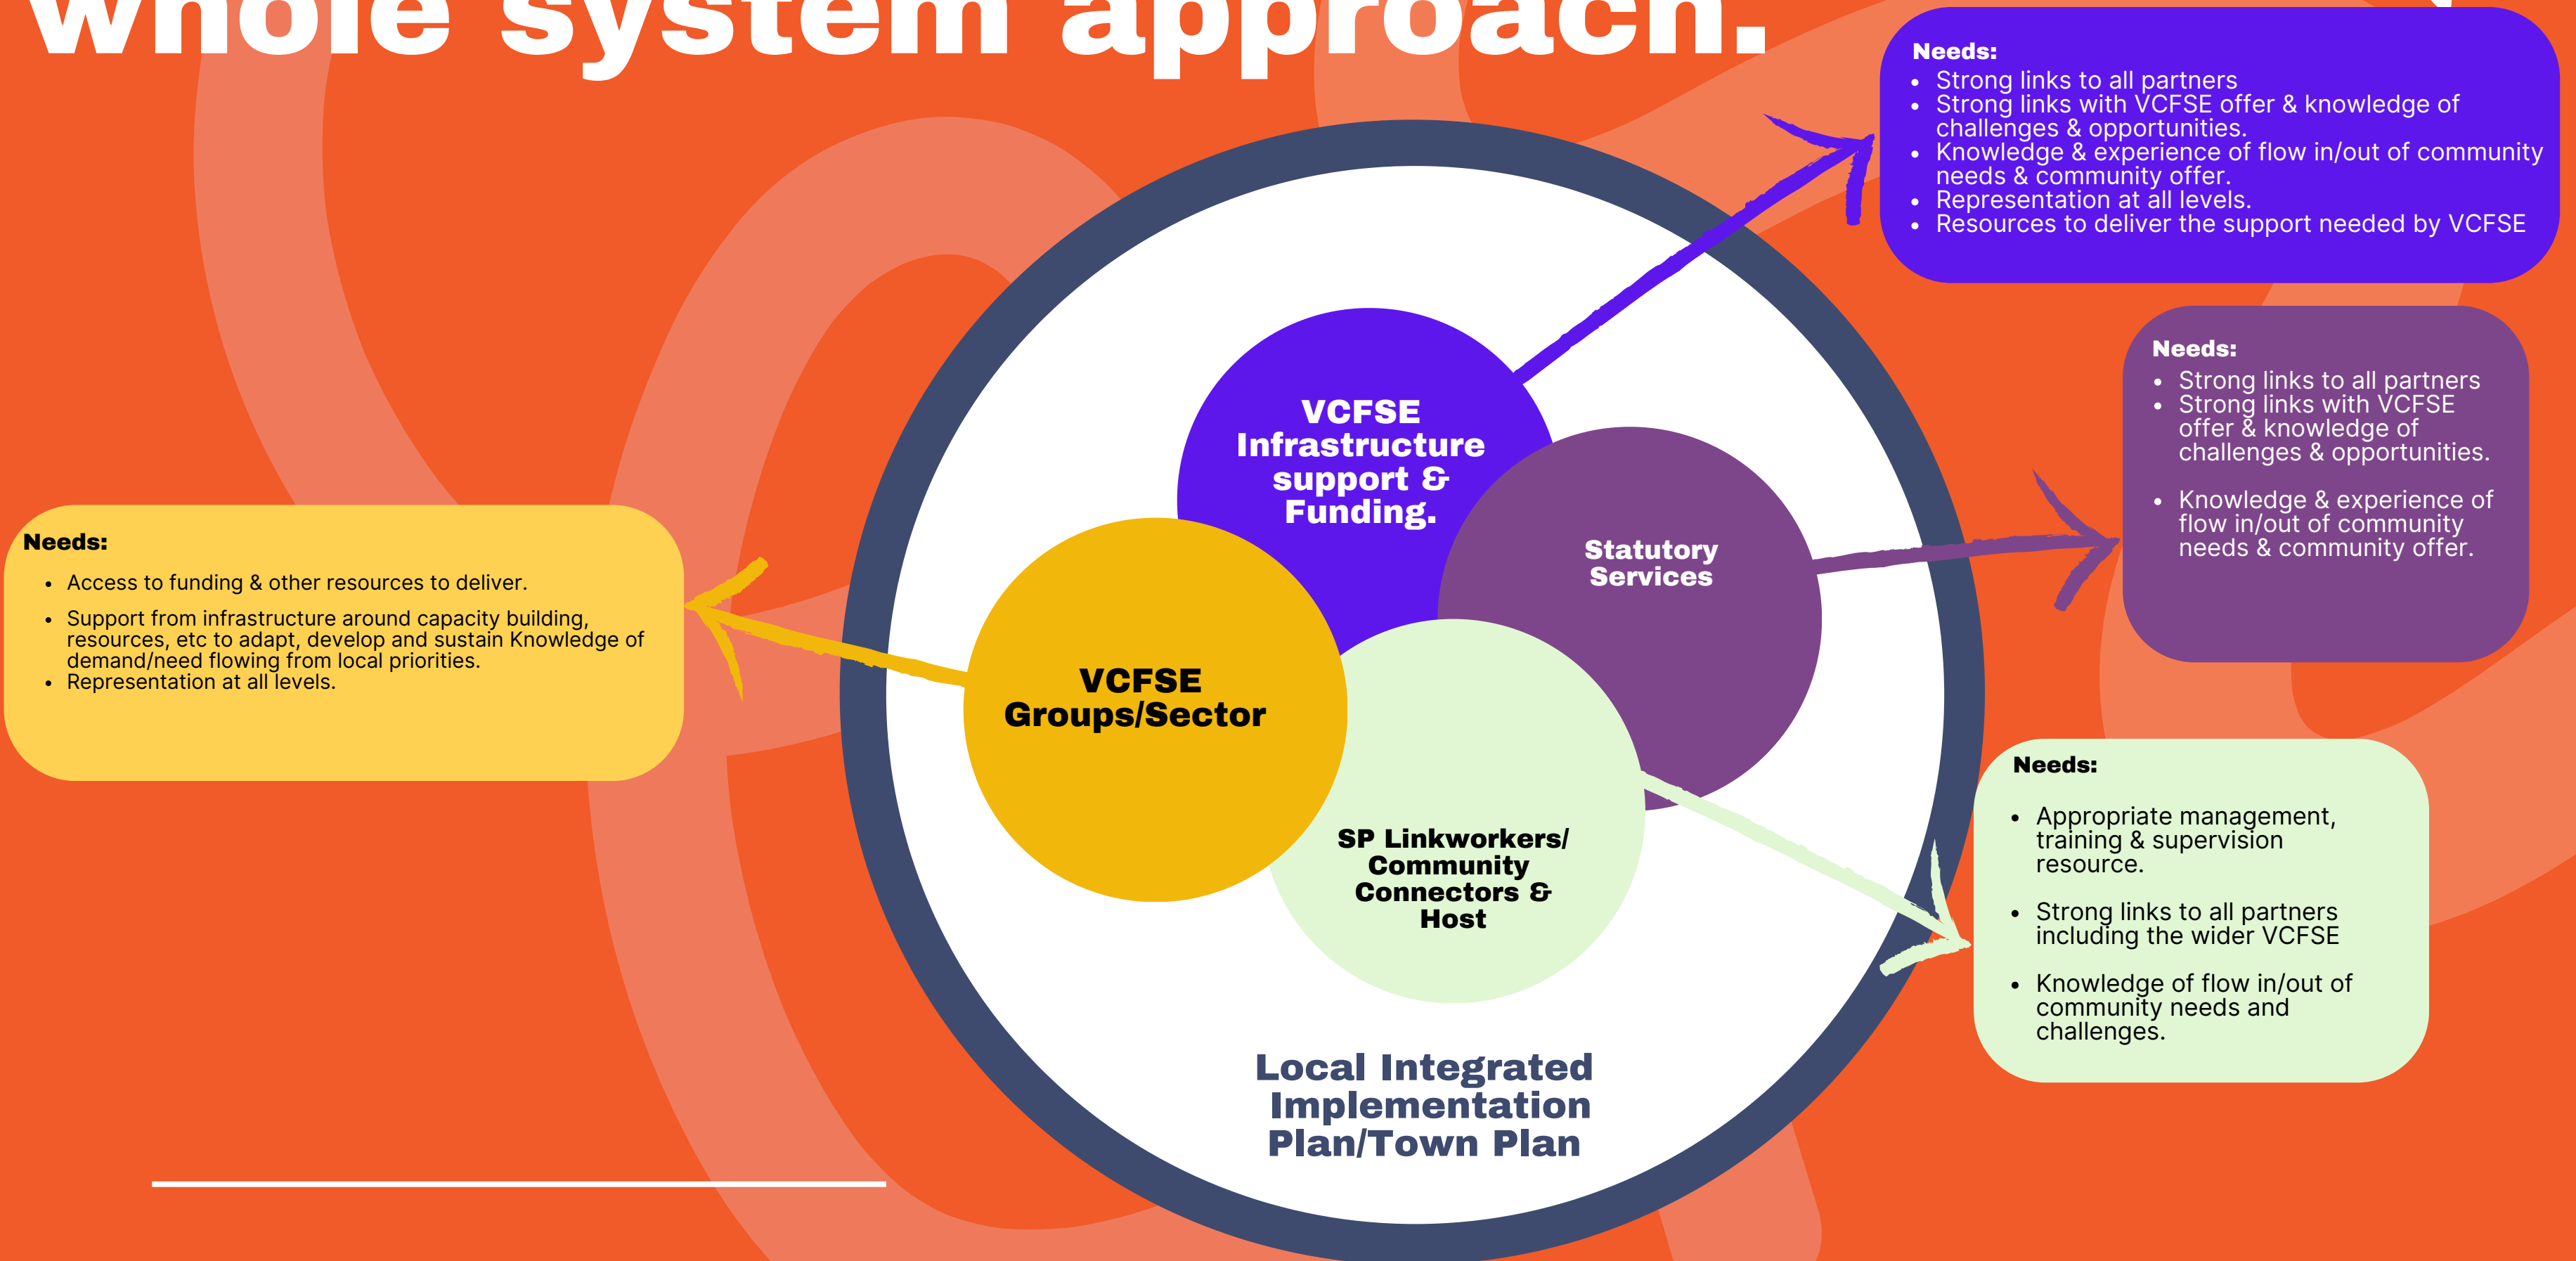 whole system approach.
Needs:
• Strong links to all partners
• Strong links with VCFSE offer & knowledge of
challenges & opportunities.
• Knowledge & experience of flow in/out of community
needs & community offer.
• Representation at all levels.
• Resources to deliver the support needed by VCFSE
Needs:
• Strong links to all partners
• Strong links with VCFSE
offer & knowledge of
challenges & opportunities.
• Knowledge & experience of
flow in/out of community
needs & community offer.
VCFSE
Infrastructure
support &
Funding.
Statutory
Services
Needs:
• Access to funding & other resources to deliver.
• Support from infrastructure around capacity building,
resources, etc to adapt, develop and sustain Knowledge of
demand/need flowing from local priorities.
• Representation at all levels.
VCFSE
Groups/Sector
SP Linkworkers/
Community
Connectors &
Host
Needs:
• Appropriate management,
training & supervision
resource.
• Strong links to all partners
including the wider VCFSE
• Knowledge of flow in/out of
community needs and
challenges.
Local Integrated
Implementation
Plan/Town Plan